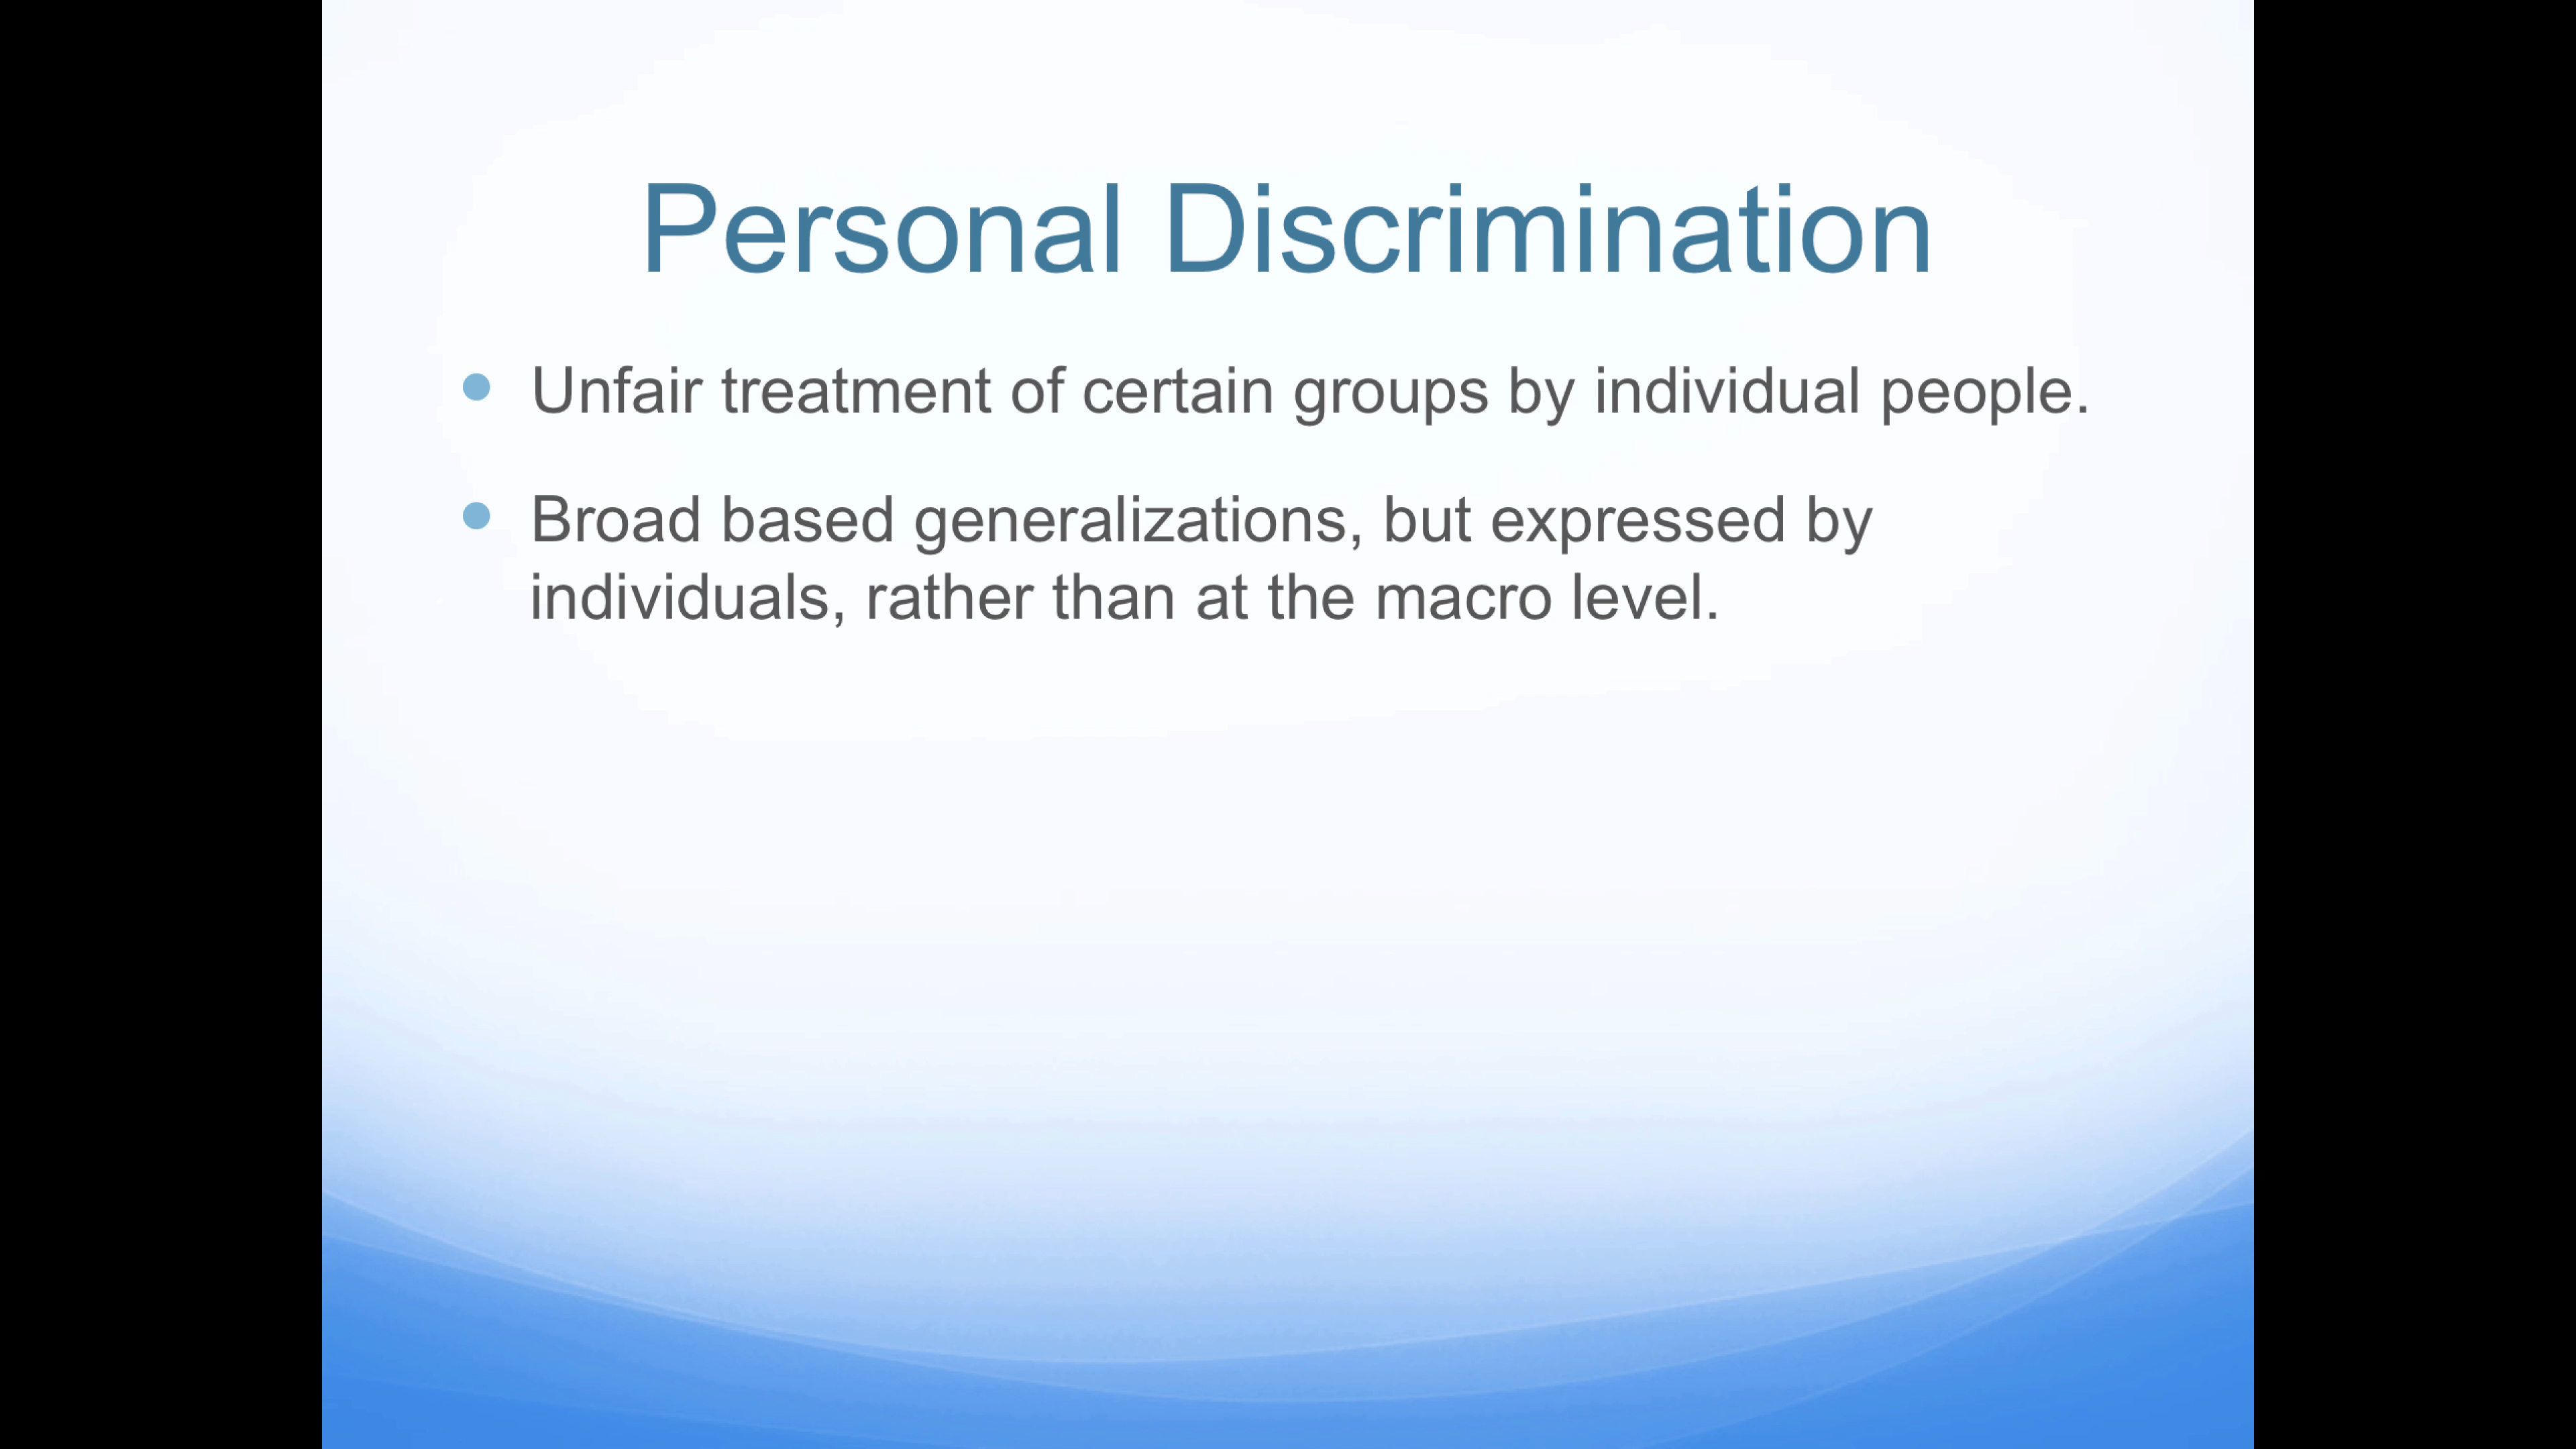 Personal Discrimination
Unfair treatment of certain groups by individual people.
Broad based generalizations, but expressed by
individuals, rather than at the macro level.